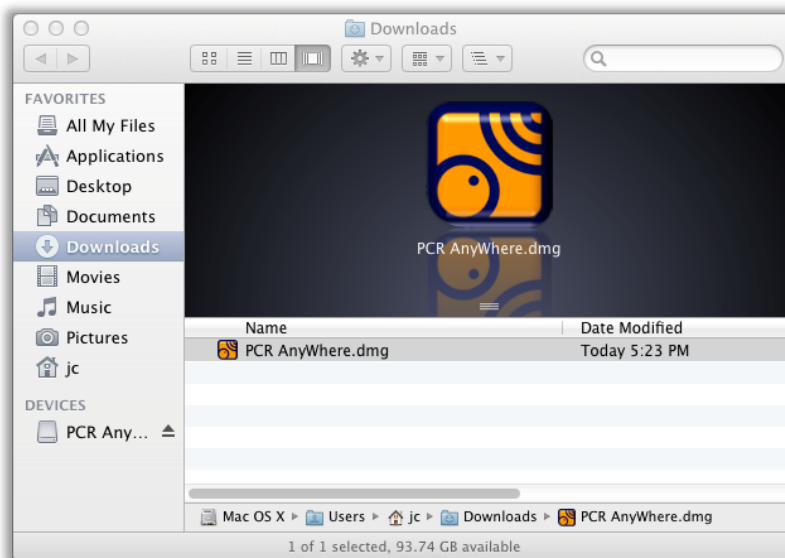 Downloads
FAVORITES
All My Files
Applications
Desktop
Documents
Downloads
Movies
Music
Pictures
jc
DEVICES
PCR Any...
PCR AnyWhere.dmg
Name Date Modified
PCR AnyWhere.dmg Today 5:23 PM
Mac OS X Users jc Downloads PCR AnyWhere.dmg
1 of 1 selected, 93.74 GB available